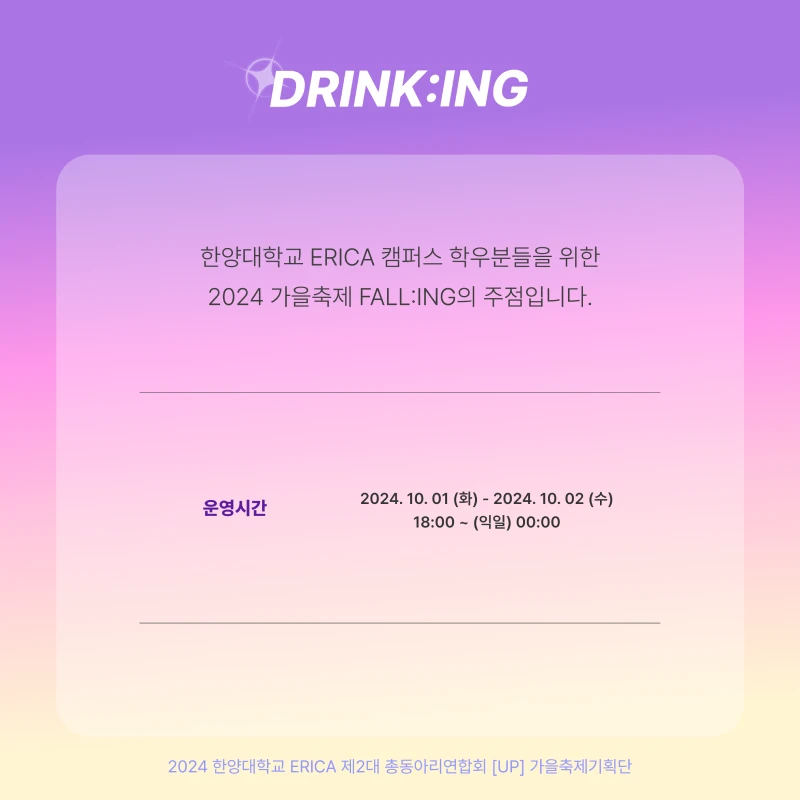 DRINK:ING
한양대학교 ERICA 캠퍼스 학우분들을 위한
2024 가을축제 FALL:ING의 주점입니다.
운영시간
2024. 10. 01 (화) - 2024. 10. 02 (수)
18:00 ~ (익일) 00:00
2024 한양대학교 ERICA 제2대 총동아리연합회 [UP] 가을축제기획단